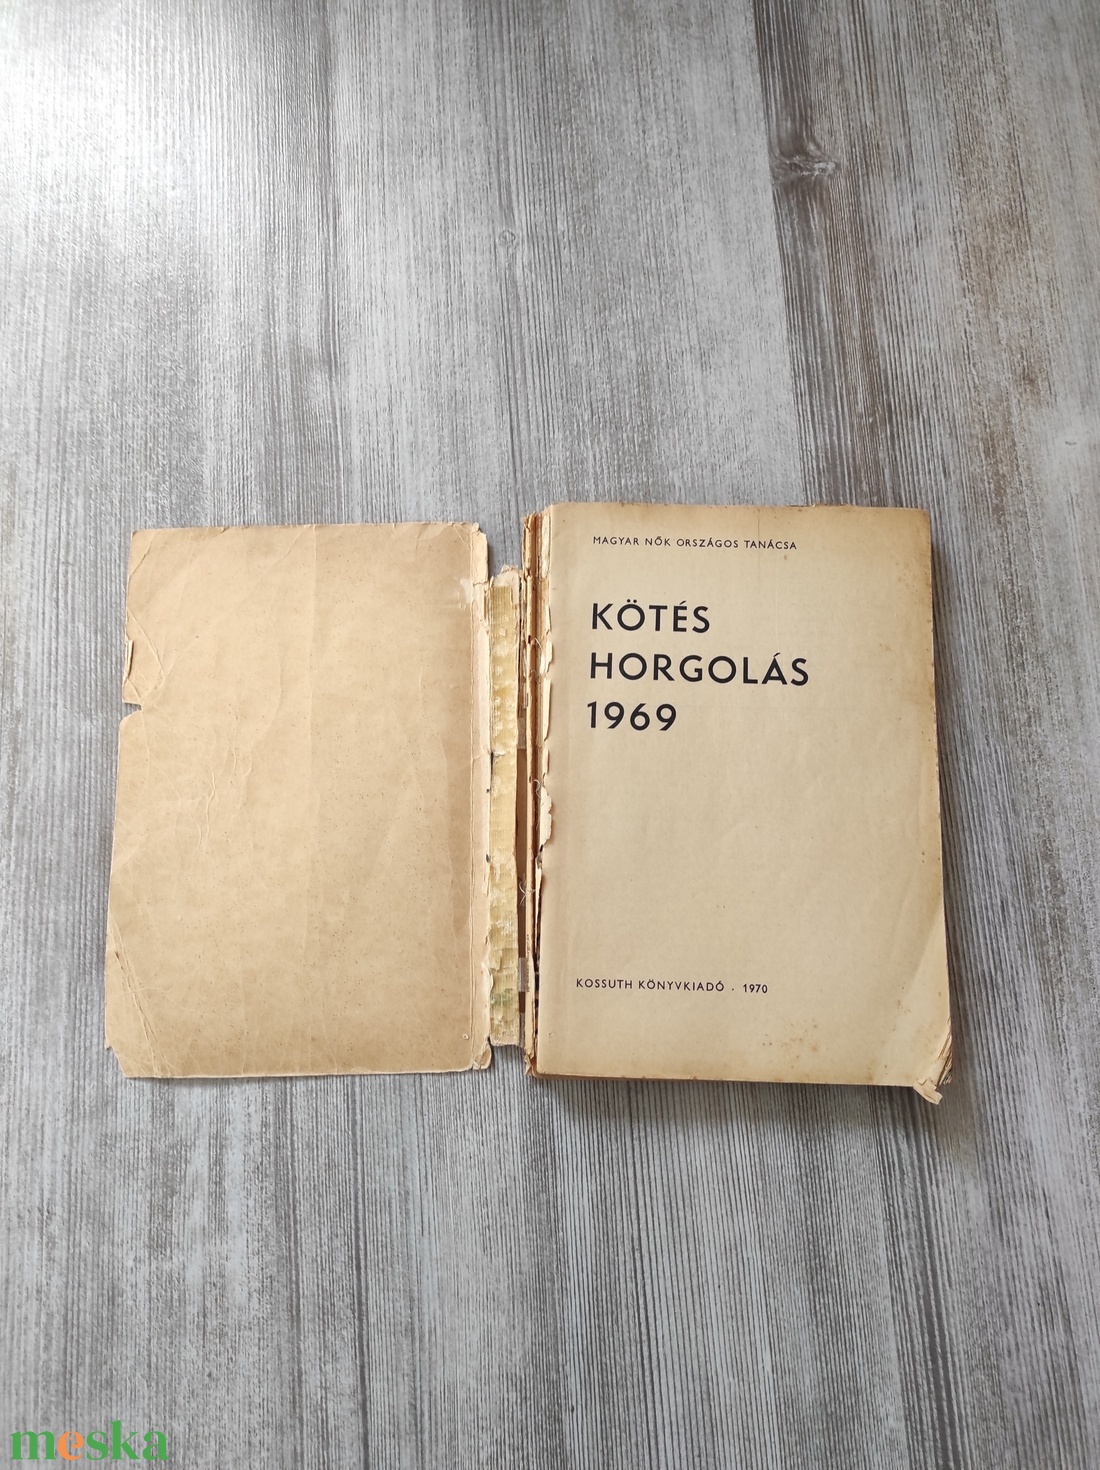 MAGYAR NŐK ORSZÁGOS TANÁCSA
KÖTÉS
HORGOLÁS
1969
KOSSUTH KÖNYVKIADÓ . 1970
meska